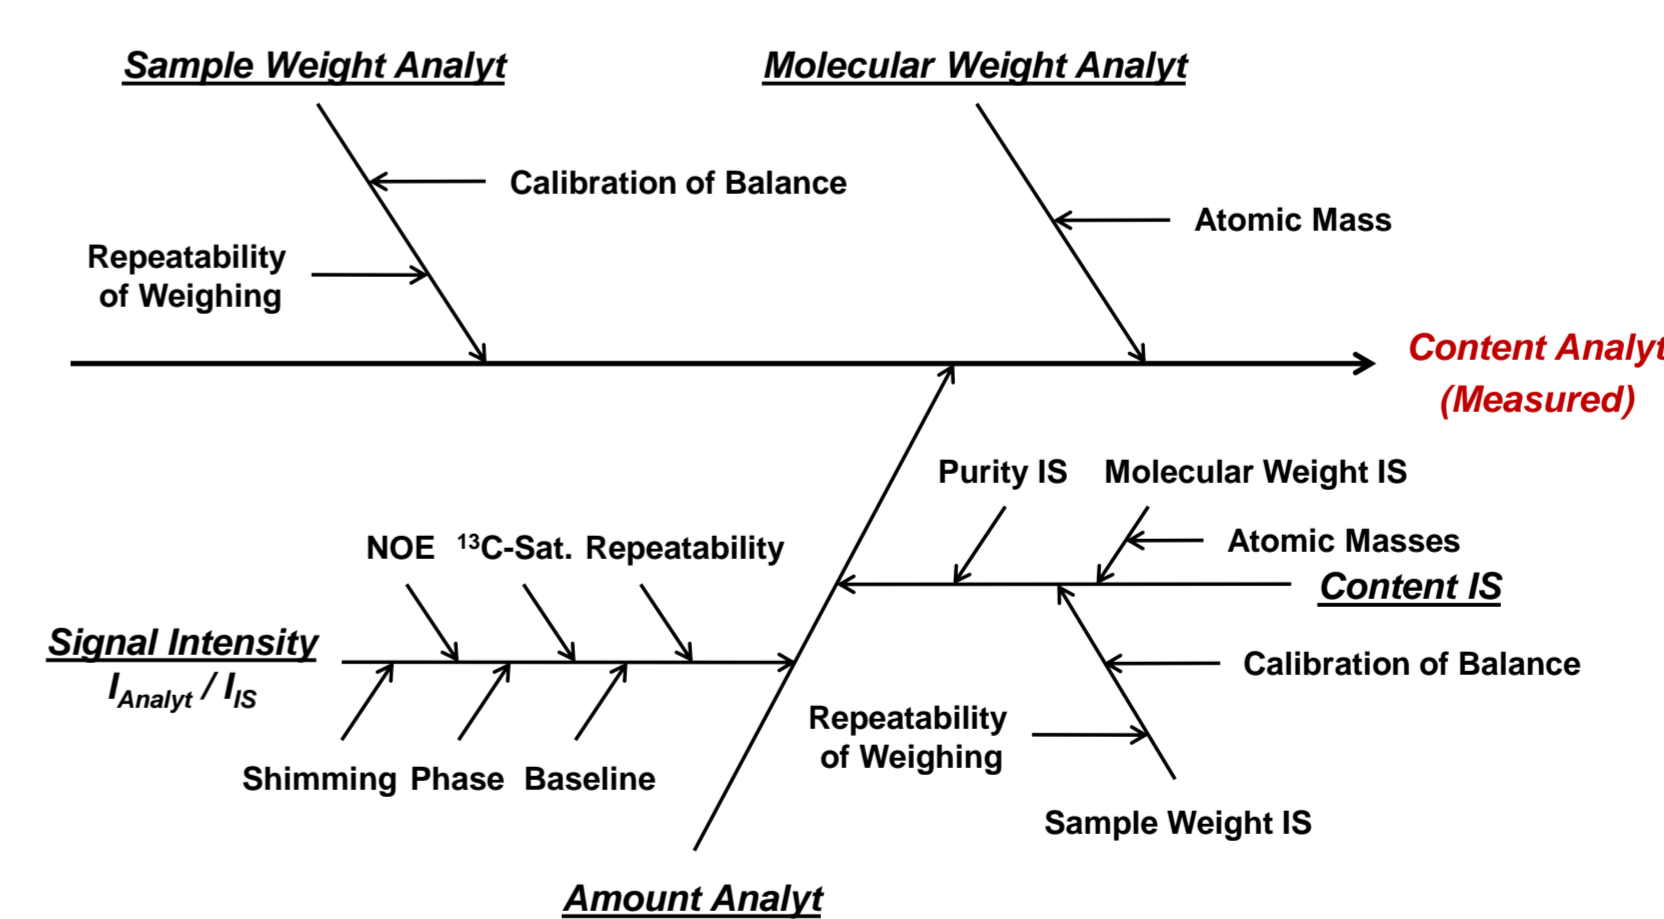 Sample Weight Analyt
Molecular Weight Analyt
Calibration of Balance
Atomic Mass
Repeatability
of Weighing
Content Analyt
(Measured)
Purity IS
Molecular Weight IS
NOE
¹³C-Sat.
Repeatability
Atomic Masses
Content IS
Signal Intensity
I_Analyt / I_IS
Calibration of Balance
Repeatability
of Weighing
Shimming
Phase
Baseline
Sample Weight IS
Amount Analyt